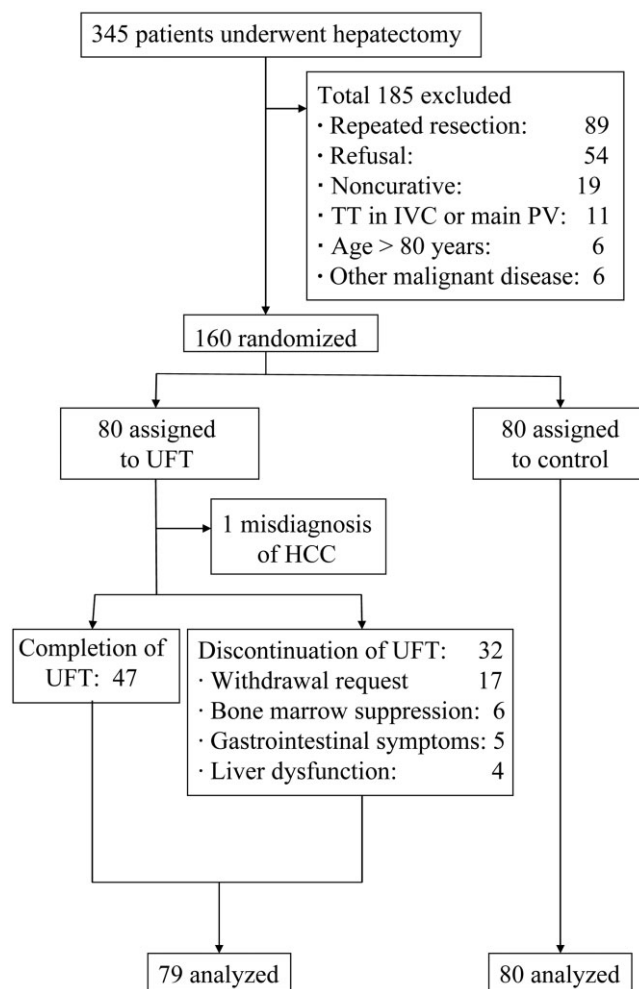 345 patients underwent hepatectomy
Total 185 excluded
· Repeated resection: 89
· Refusal: 54
· Noncurative: 19
· TT in IVC or main PV: 11
· Age > 80 years: 6
· Other malignant disease: 6
160 randomized
80 assigned
to UFT
80 assigned
to control
1 misdiagnosis
of HCC
Completion of
UFT: 47
Discontinuation of UFT: 32
· Withdrawal request 17
· Bone marrow suppression: 6
· Gastrointestinal symptoms: 5
· Liver dysfunction: 4
79 analyzed
80 analyzed